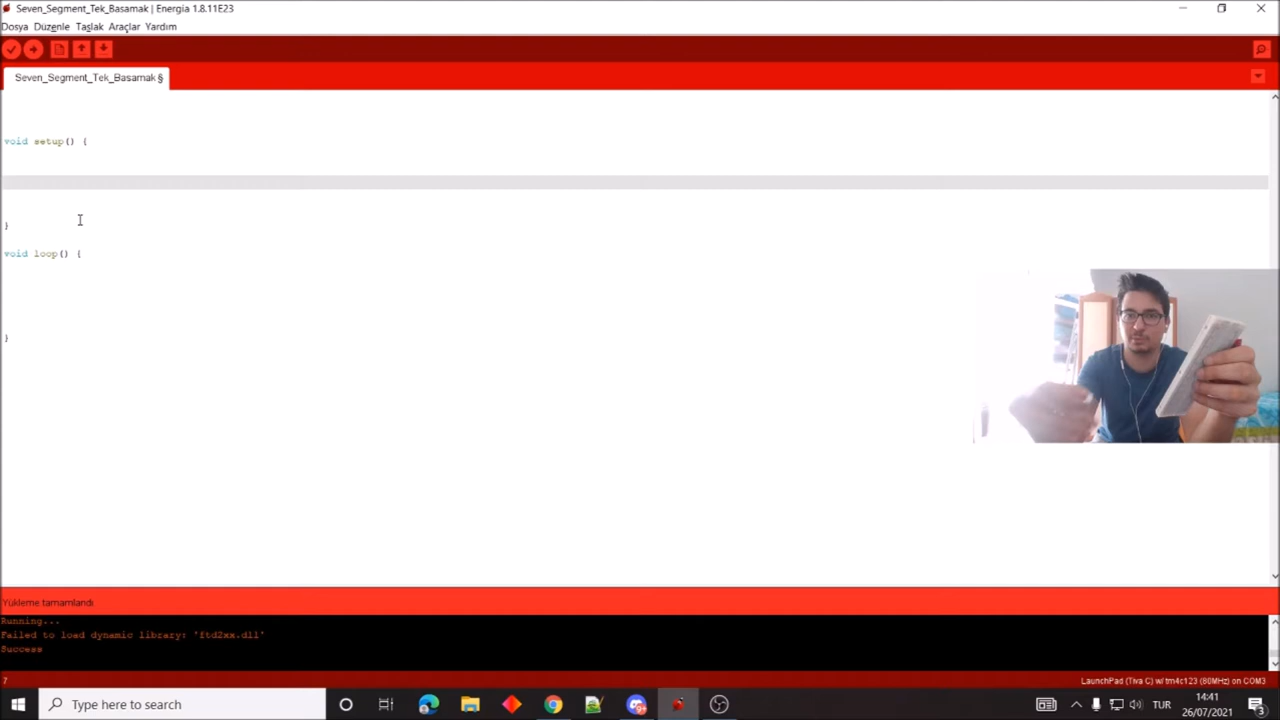 Seven_Segment_Tek_Basamak | Energia 1.8.11E23
Dosya Düzenle Taslak Araçlar Yardım
Seven_Segment_Tek_Basamak §
void setup() {
}
void loop() {
}
Yükleme tamamlandı
Running...
Failed to load dynamic library: 'ftd2xx.dll'
Success
7
LaunchPad (Tiva C) w/ tm4c123 (80MHz) on COM3
Type here to search
TUR
14:41
26/07/2021
3